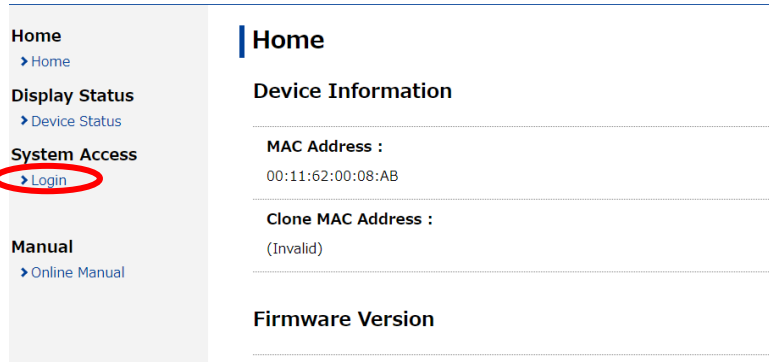 Home
Home
Display Status
Device Status
System Access
Login
Manual
Online Manual
Home
Device Information
MAC Address :
00:11:62:00:08:AB
Clone MAC Address :
(Invalid)
Firmware Version